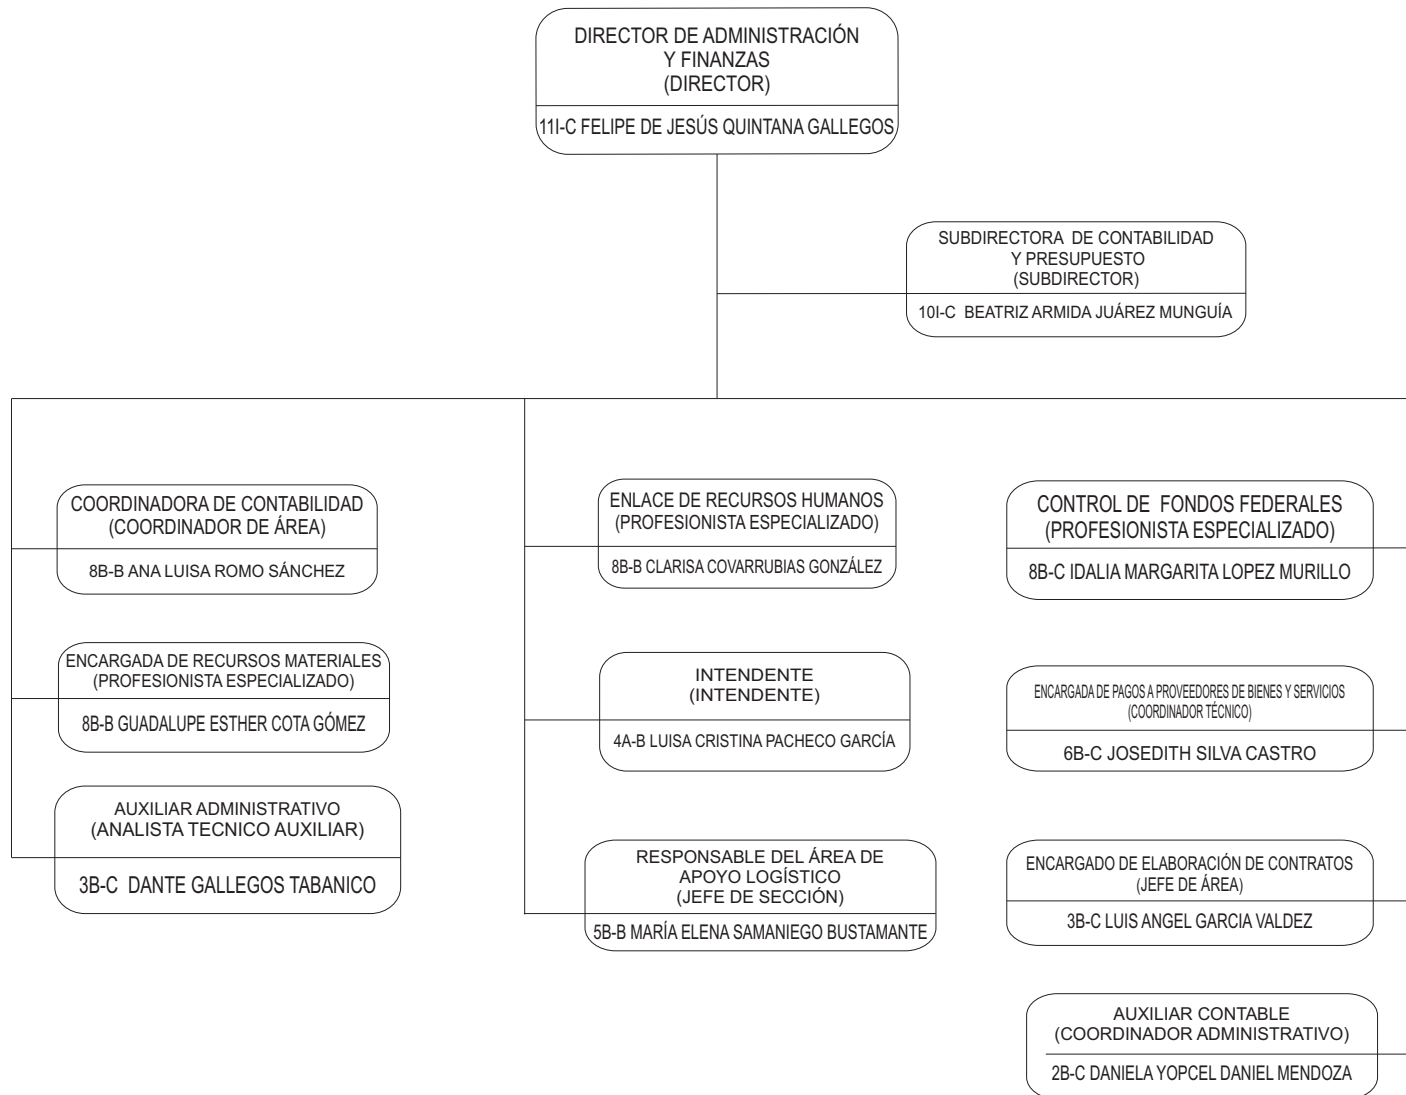 DIRECTOR DE ADMINISTRACIÓN
Y FINANZAS
(DIRECTOR)
11I-C FELIPE DE JESÚS QUINTANA GALLEGOS
SUBDIRECTORA DE CONTABILIDAD
Y PRESUPUESTO
(SUBDIRECTOR)
10I-C BEATRIZ ARMIDA JUÁREZ MUNGUÍA
COORDINADORA DE CONTABILIDAD
(COORDINADOR DE ÁREA)
8B-B ANA LUISA ROMO SÁNCHEZ
ENCARGADA DE RECURSOS MATERIALES
(PROFESIONISTA ESPECIALIZADO)
8B-B GUADALUPE ESTHER COTA GÓMEZ
AUXILIAR ADMINISTRATIVO
(ANALISTA TECNICO AUXILIAR)
3B-C DANTE GALLEGOS TABANICO
ENLACE DE RECURSOS HUMANOS
(PROFESIONISTA ESPECIALIZADO)
8B-B CLARISA COVARRUBIAS GONZÁLEZ
INTENDENTE
(INTENDENTE)
4A-B LUISA CRISTINA PACHECO GARCÍA
RESPONSABLE DEL ÁREA DE
APOYO LOGÍSTICO
(JEFE DE SECCIÓN)
5B-B MARÍA ELENA SAMANIEGO BUSTAMANTE
CONTROL DE FONDOS FEDERALES
(PROFESIONISTA ESPECIALIZADO)
8B-C IDALIA MARGARITA LOPEZ MURILLO
ENCARGADA DE PAGOS A PROVEEDORES DE BIENES Y SERVICIOS
(COORDINADOR TÉCNICO)
6B-C JOSEDITH SILVA CASTRO
ENCARGADO DE ELABORACIÓN DE CONTRATOS
(JEFE DE ÁREA)
3B-C LUIS ANGEL GARCIA VALDEZ
AUXILIAR CONTABLE
(COORDINADOR ADMINISTRATIVO)
2B-C DANIELA YOPCEL DANIEL MENDOZA